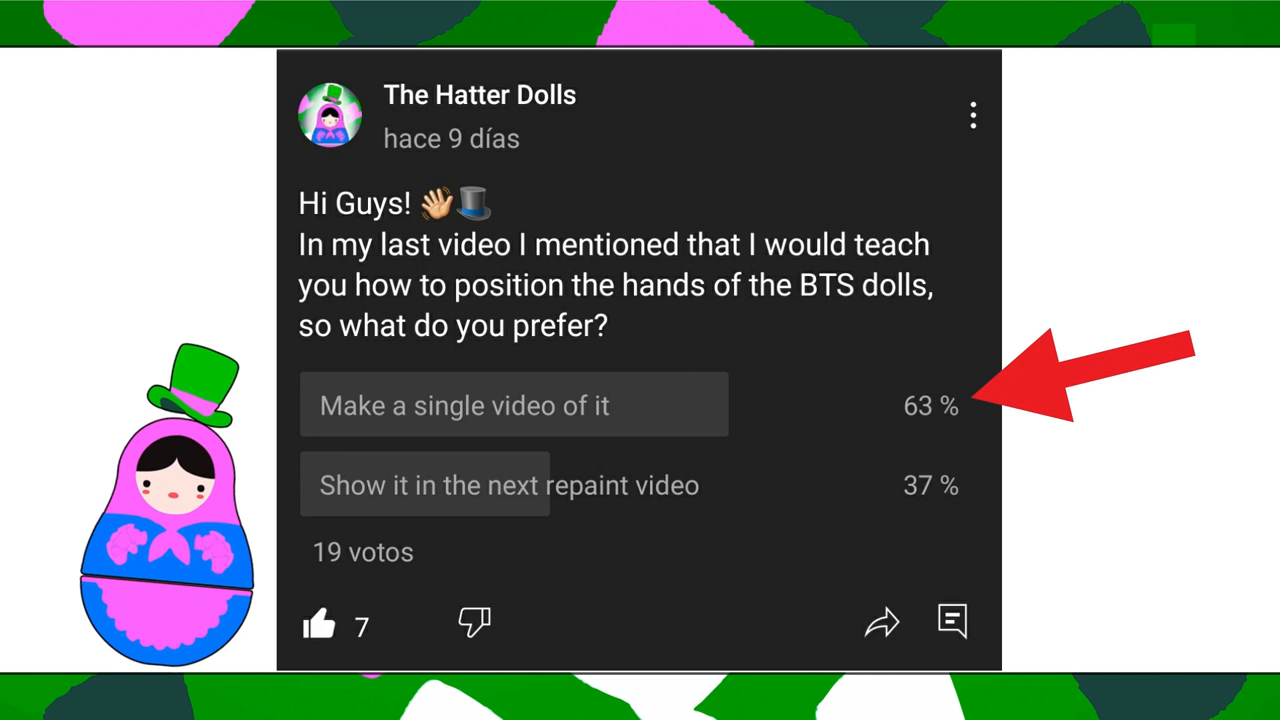 The Hatter Dolls
hace 9 días
Hi Guys! 👋🏼🎩
In my last video I mentioned that I would teach
you how to position the hands of the BTS dolls,
so what do you prefer?
Make a single video of it 63 %
Show it in the next repaint video 37 %
19 votos
7